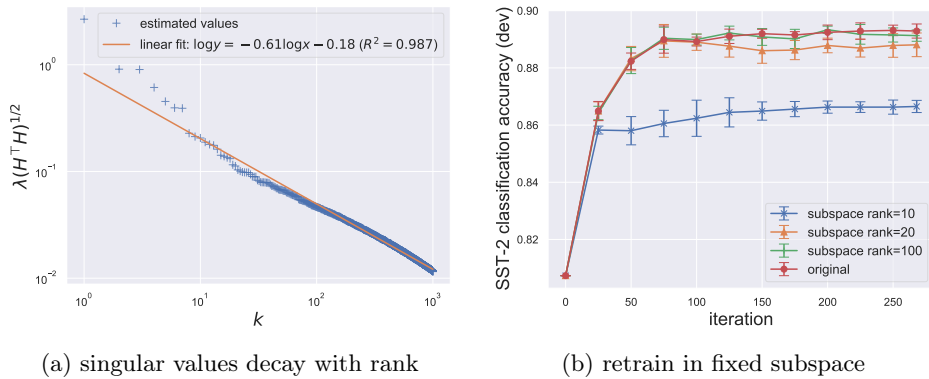 estimated values
linear fit: logy = −0.61logx − 0.18 (R² = 0.987)
10⁰
10⁻¹
10⁻²
λ(H⊤H)^{1/2}
10⁰
10¹
10²
10³
k
(a) singular values decay with rank
0.90
0.88
0.86
0.84
0.82
SST-2 classification accuracy (dev)
subspace rank=10
subspace rank=20
subspace rank=100
original
0
50
100
150
200
250
iteration
(b) retrain in fixed subspace